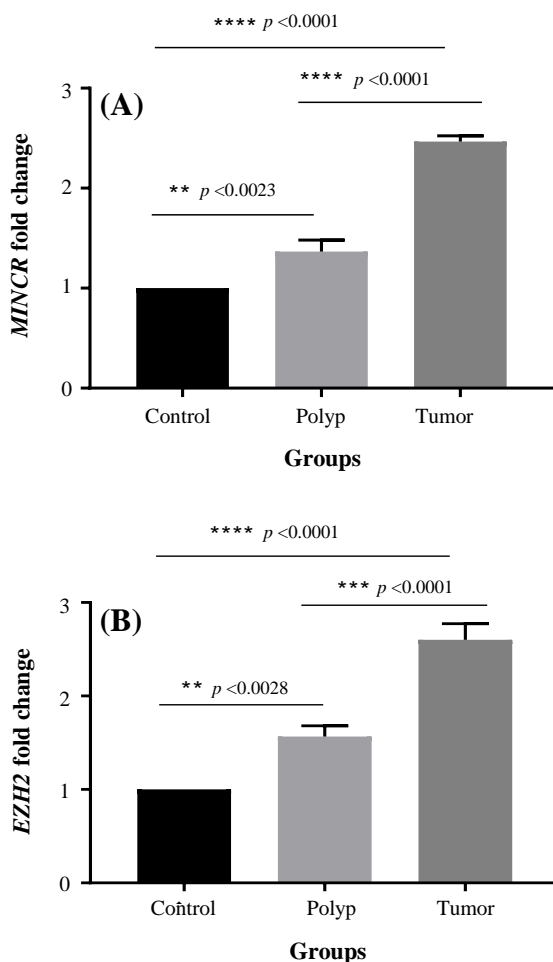 **** p <0.0001
**** p <0.0001
(A)
3
** p <0.0023
2
MINCR fold change
1
0
Control Polyp Tumor
Groups
**** p <0.0001
*** p <0.0001
(B)
3
** p <0.0028
2
EZH2 fold change
1
0
Control Polyp Tumor
Groups